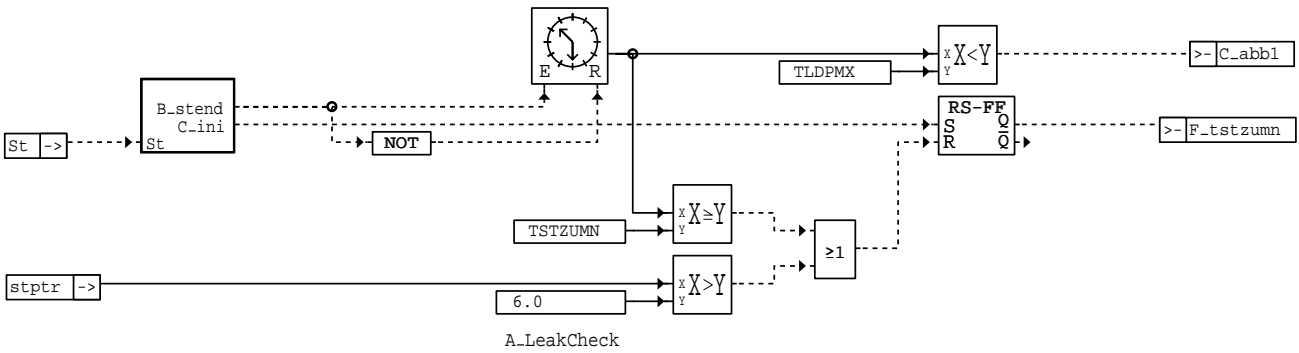 E R
X
Y
X<Y
>- C_abb1
TLDPMX
B_stend
C_ini
St
St ->
NOT
RS-FF
S Q
R Q
>- F_tstzumn
X
Y
X≥Y
TSTZUMN
≥1
stptr ->
X
Y
X>Y
6.0
A_LeakCheck